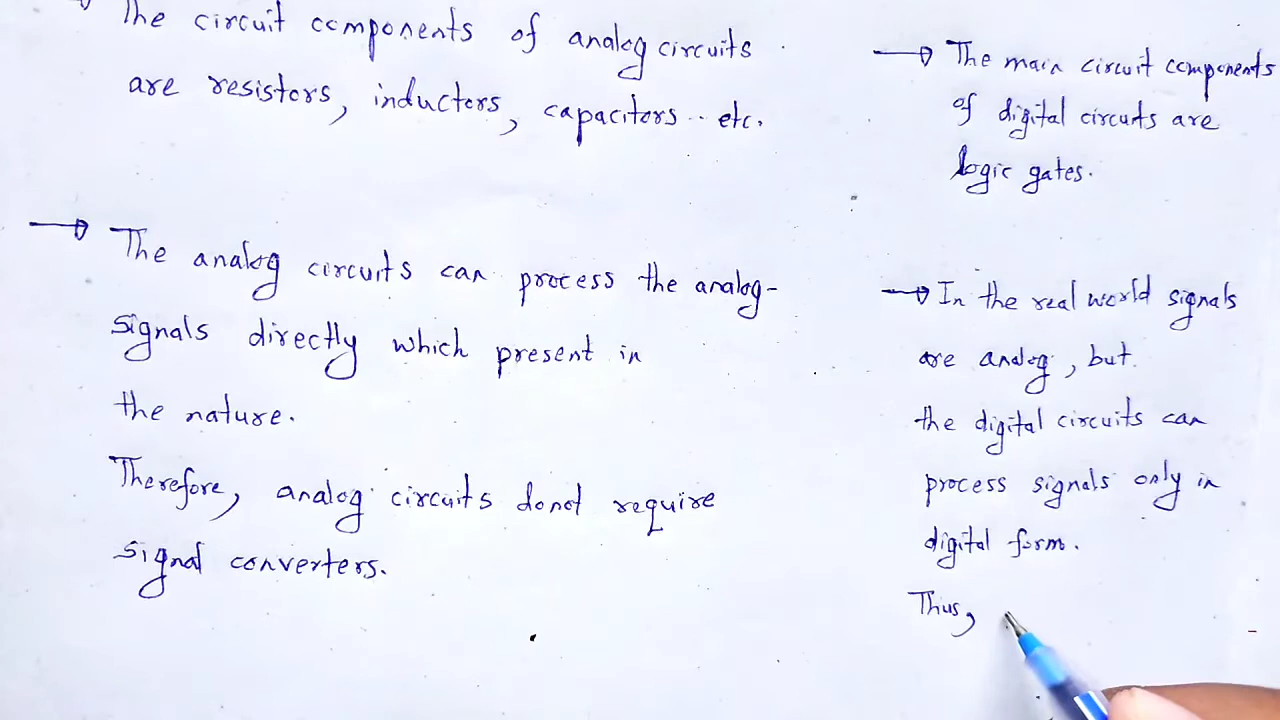 The circuit components of analog circuits
are resistors, inductors, capacitors .. etc.
The analog circuits can process the analog-
signals directly which present in
the nature.
Therefore, analog circuits donot require
signal converters.
The main circuit components
of digital circuits are
logic gates.
In the real world signals
are analog, but
the digital circuits can
process signals only in
digital form.
Thus,